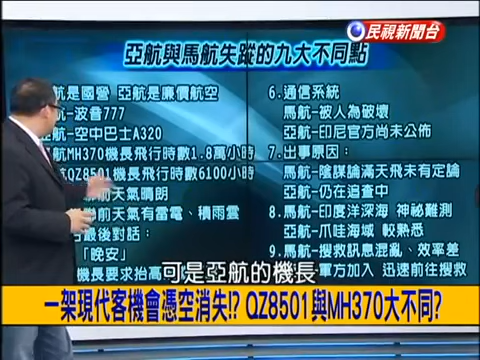 民視新聞台
亞航與馬航失蹤的九大不同點
航是國營 亞航是廉價航空
航-波音777
航-空中巴士A320
航MH370機長飛行時數1.8萬小時
航QZ8501機長飛行時數6100小時
前天氣晴朗
前天氣有雷電、積雨雲
最後對話:
「晚安」
機長要求抬高
6.通信系統
馬航-被人為破壞
亞航-印尼官方尚未公佈
7.出事原因:
馬航-陰謀論滿天飛未有定論
亞航-仍在追查中
8.馬航-印度洋深海 神祕難測
亞航-爪哇海域 較熟悉
9.馬航-搜救訊息混亂、效率差
軍方加入 迅速前往搜救
可是亞航的機長
一架現代客機會憑空消失!? QZ8501與MH370大不同?